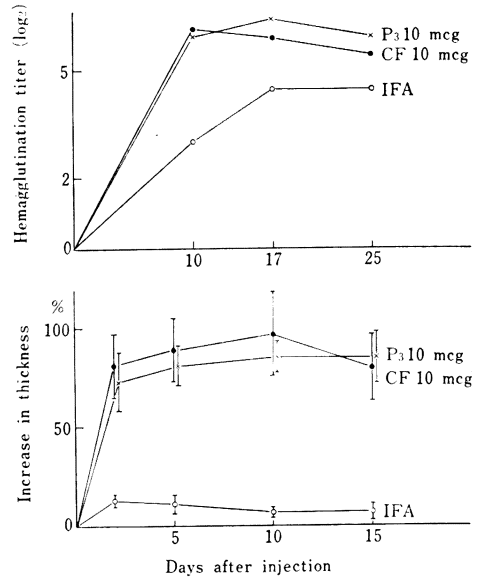 Hemagglutination titer (log2)
5
2
0
P3 10 mcg
CF 10 mcg
IFA
10 17 25
%
100
50
0
Increase in thickness
P3 10 mcg
CF 10 mcg
IFA
5 10 15
Days after injection